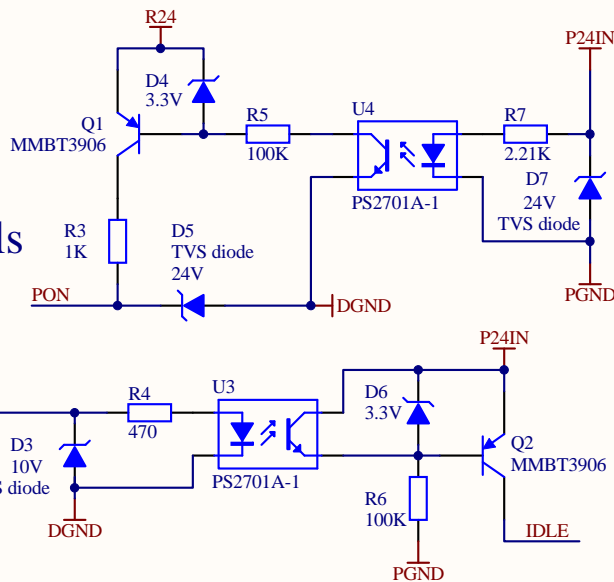 R24
P24IN
D4
3.3V
Q1
MMBT3906
R5
100K
U4
PS2701A-1
R7
2.21K
D7
24V
TVS diode
R3
1K
D5
TVS diode
24V
PON
DGND
PGND
P24IN
R4
470
U3
PS2701A-1
D6
3.3V
Q2
MMBT3906
D3
10V
diode
R6
100K
DGND
IDLE
PGND